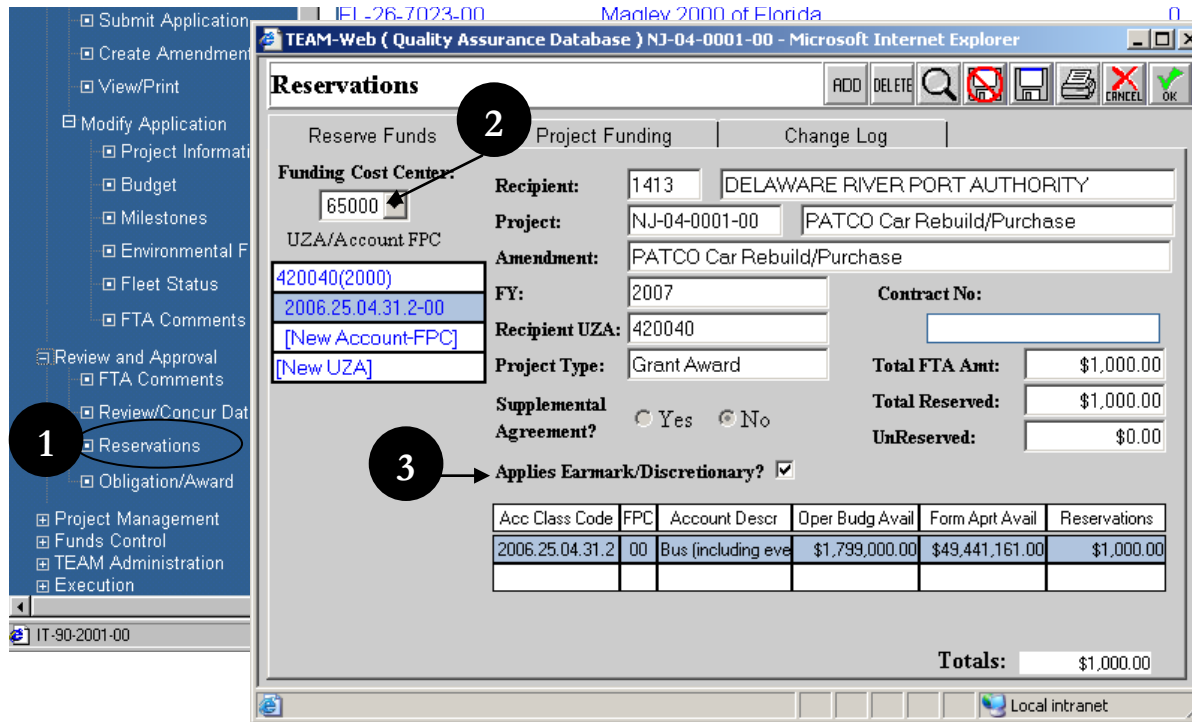 Submit Application
Create Amendment
View/Print
Modify Application
Project Informati
Budget
Milestones
Environmental F
Fleet Status
FTA Comments
Review and Approval
FTA Comments
Review/Concur Dat
1 Reservations
Obligation/Award
Project Management
Funds Control
TEAM Administration
Execution
IT-90-2001-00
FL-26-7023-00 Maglev 2000 of Florida 0
TEAM-Web ( Quality Assurance Database ) NJ-04-0001-00 - Microsoft Internet Explorer
Reservations ADD DELETE CANCEL OK
Reserve Funds 2 Project Funding Change Log
Funding Cost Center:
65000
UZA/Account FPC
420040(2000)
2006.25.04.31.2-00
[New Account-FPC]
[New UZA]
Recipient: 1413 DELAWARE RIVER PORT AUTHORITY
Project: NJ-04-0001-00 PATCO Car Rebuild/Purchase
Amendment: PATCO Car Rebuild/Purchase
FY: 2007 Contract No:
Recipient UZA: 420040
Project Type: Grant Award Total FTA Amt: $1,000.00
Supplemental Agreement? Yes No Total Reserved: $1,000.00
UnReserved: $0.00
3 Applies Earmark/Discretionary?
Acc Class Code FPC Account Descr Oper Budg Avail Form Aprt Avail Reservations
2006.25.04.31.2 00 Bus (including eve $1,799,000.00 $49,441,161.00 $1,000.00
Totals: $1,000.00
Local intranet